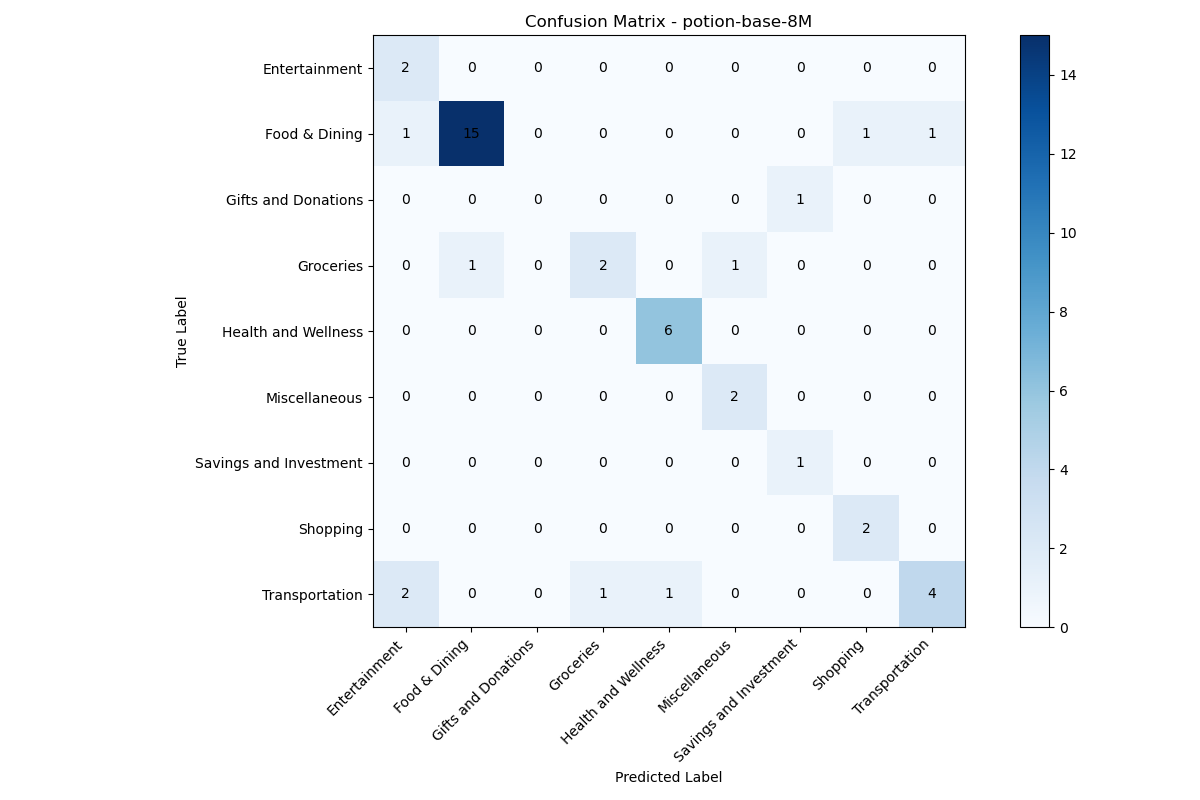 Confusion Matrix - potion-base-8M
True Label
Entertainment 2 0 0 0 0 0 0 0 0
Food & Dining 1 15 0 0 0 0 0 1 1
Gifts and Donations 0 0 0 0 0 0 1 0 0
Groceries 0 1 0 2 0 1 0 0 0
Health and Wellness 0 0 0 0 6 0 0 0 0
Miscellaneous 0 0 0 0 0 2 0 0 0
Savings and Investment 0 0 0 0 0 0 1 0 0
Shopping 0 0 0 0 0 0 0 2 0
Transportation 2 0 0 1 1 0 0 0 4
Entertainment
Food & Dining
Gifts and Donations
Groceries
Health and Wellness
Miscellaneous
Savings and Investment
Shopping
Transportation
Predicted Label
14
12
10
8
6
4
2
0